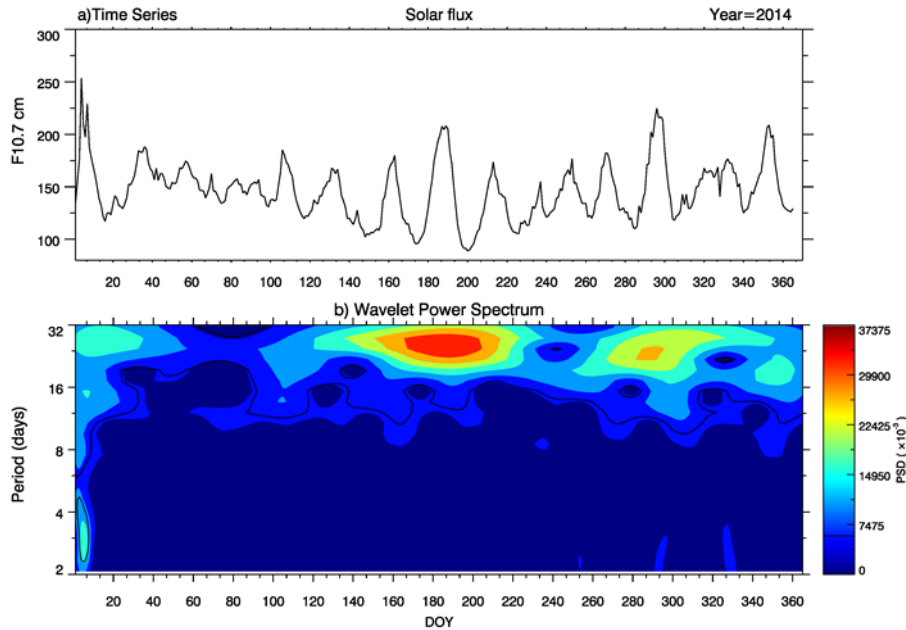 a)Time Series Solar flux Year=2014
300
250
200
150
100
F10.7 cm
20 40 60 80 100 120 140 160 180 200 220 240 260 280 300 320 340 360
b) Wavelet Power Spectrum
32
16
8
4
2
Period (days)
20 40 60 80 100 120 140 160 180 200 220 240 260 280 300 320 340 360
DOY
37375
29900
22425
14950
7475
0
PSD ( ×10⁻³)